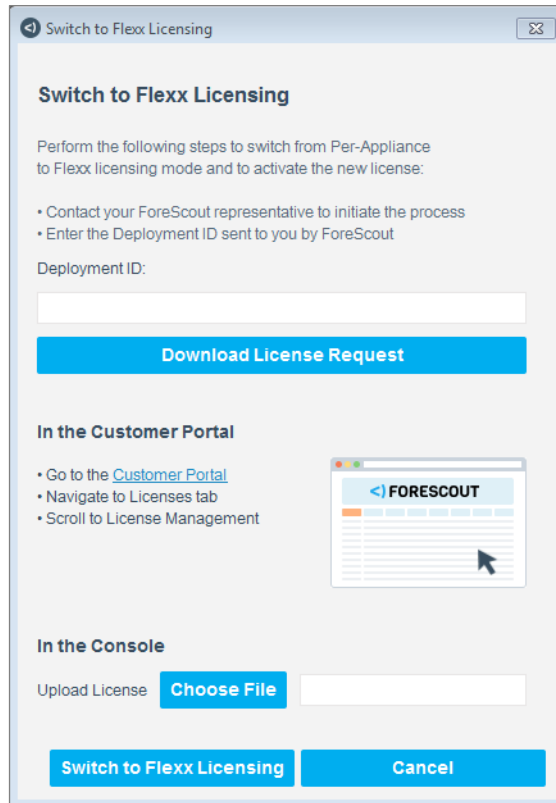 Switch to Flexx Licensing
Switch to Flexx Licensing
Perform the following steps to switch from Per-Appliance
to Flexx licensing mode and to activate the new license:
• Contact your ForeScout representative to initiate the process
• Enter the Deployment ID sent to you by ForeScout
Deployment ID:
Download License Request
In the Customer Portal
• Go to the Customer Portal
• Navigate to Licenses tab
• Scroll to License Management
<) FORESCOUT
In the Console
Upload License Choose File
Switch to Flexx Licensing Cancel